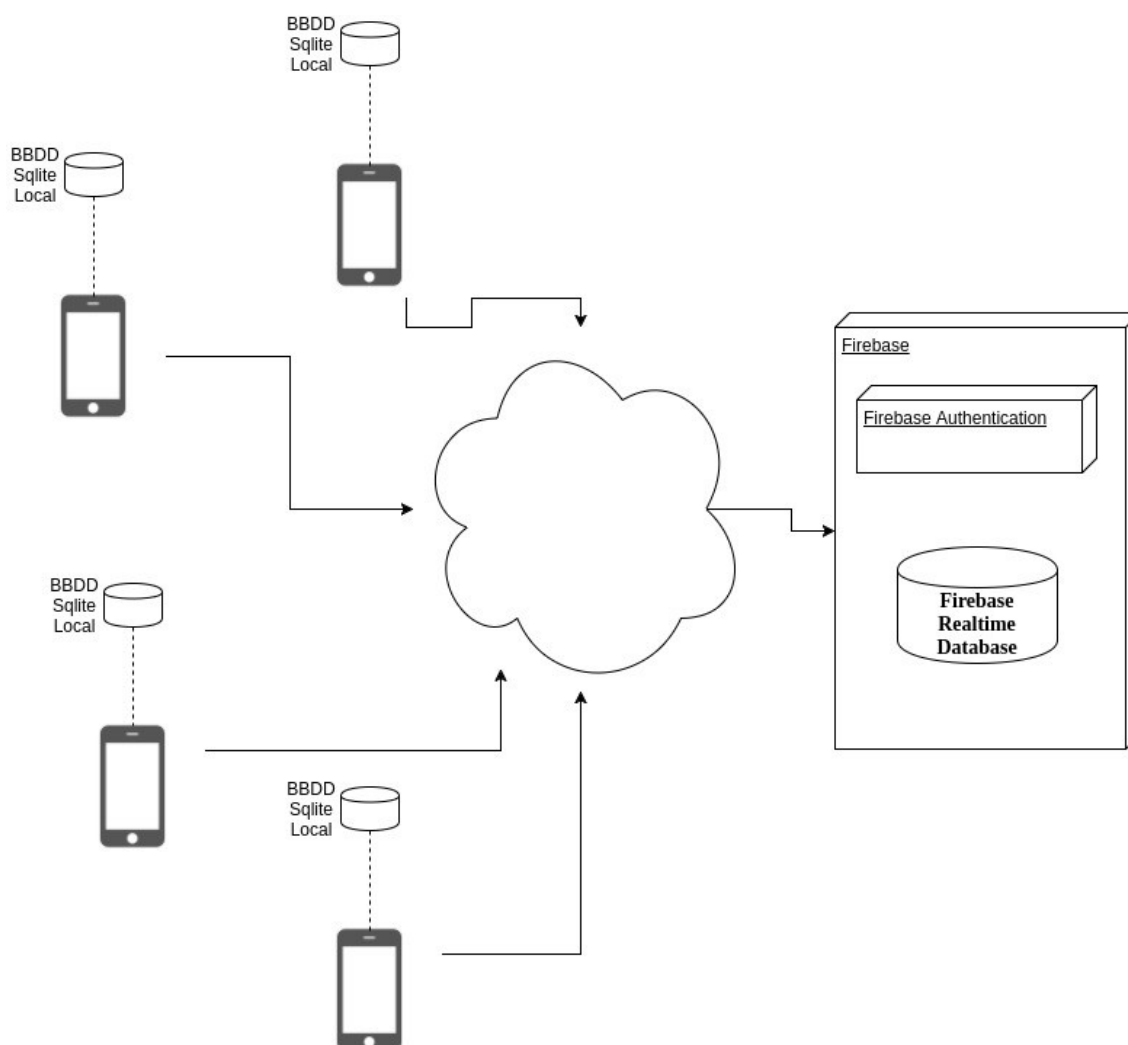 BBDD
Sqlite
Local
BBDD
Sqlite
Local
Firebase
Firebase Authentication
Firebase
Realtime
Database
BBDD
Sqlite
Local
BBDD
Sqlite
Local